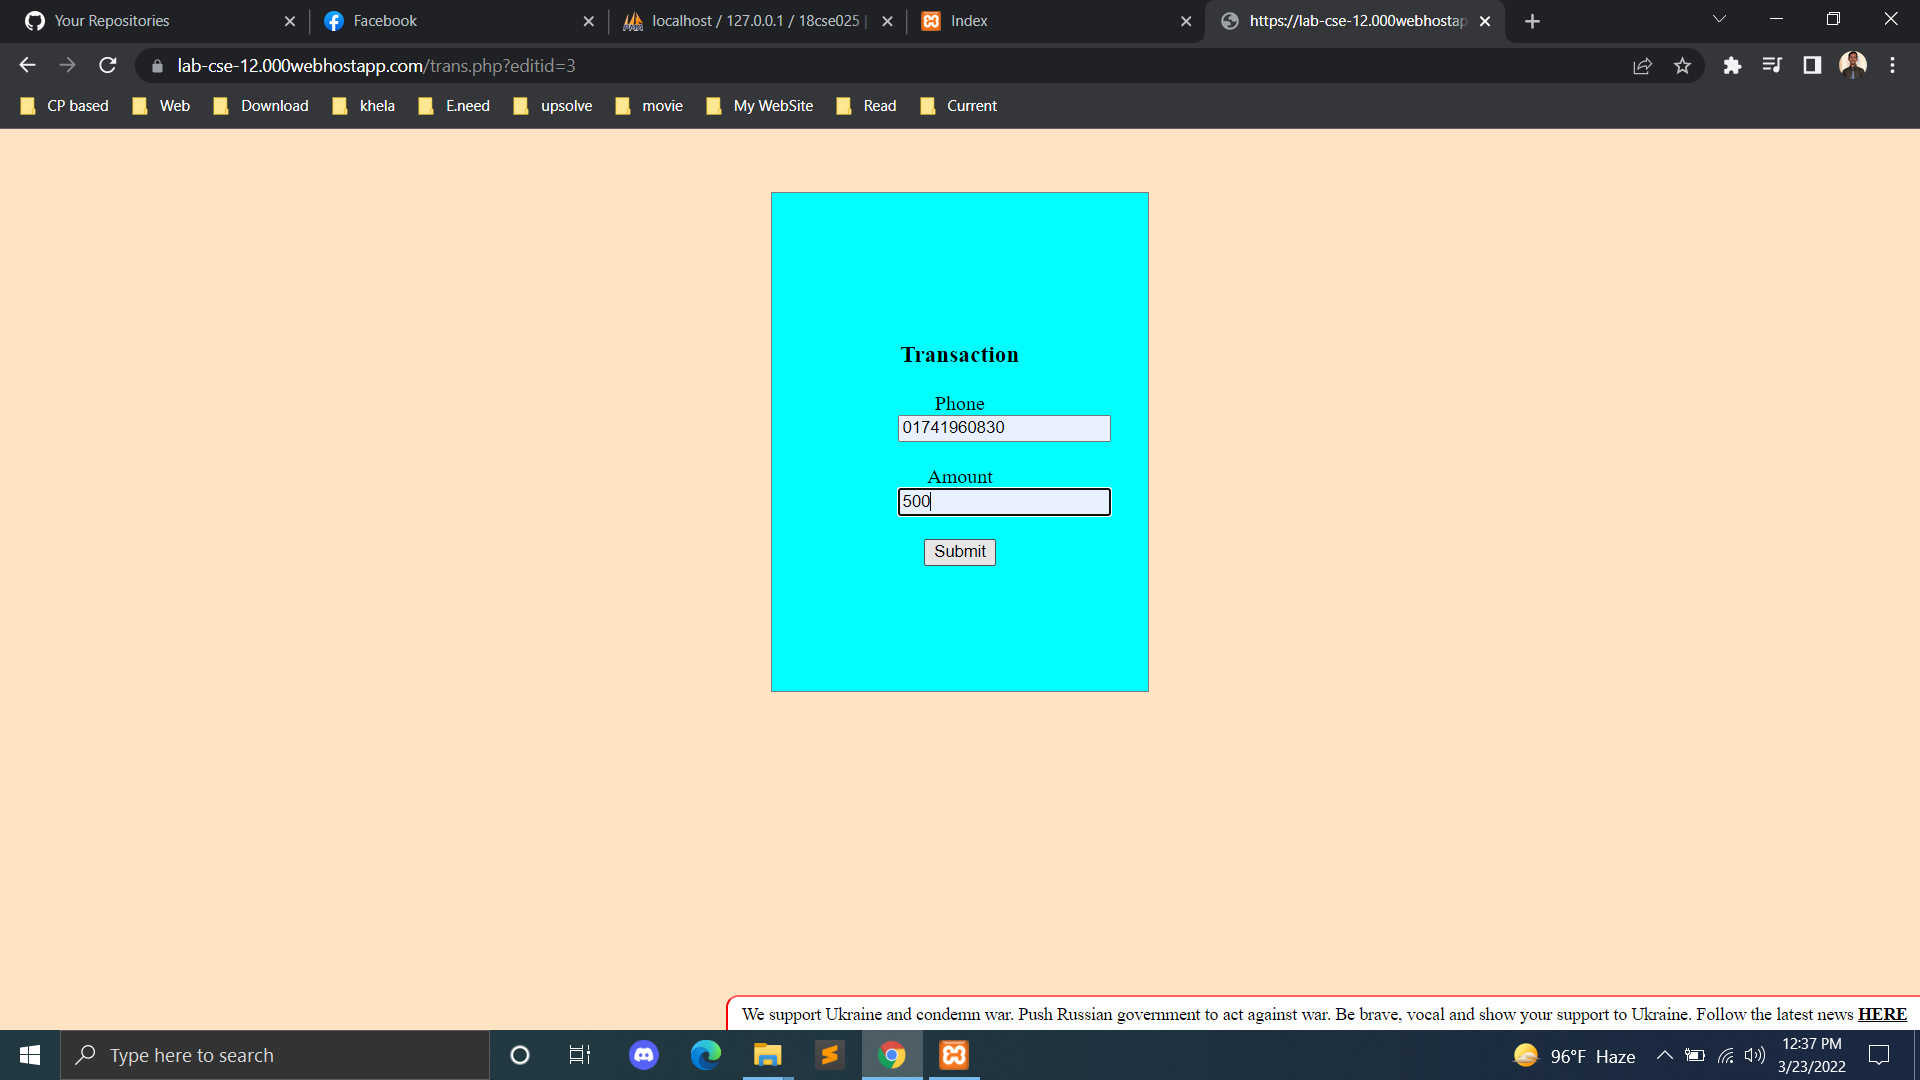 Your Repositories
Facebook
localhost / 127.0.0.1 / 18cse025 |
Index
https://lab-cse-12.000webhostap
lab-cse-12.000webhostapp.com/trans.php?editid=3
CP based
Web
Download
khela
E.need
upsolve
movie
My WebSite
Read
Current
Transaction
Phone
01741960830
Amount
500
Submit
We support Ukraine and condemn war. Push Russian government to act against war. Be brave, vocal and show your support to Ukraine. Follow the latest news HERE
Type here to search
96°F Haze
12:37 PM
3/23/2022